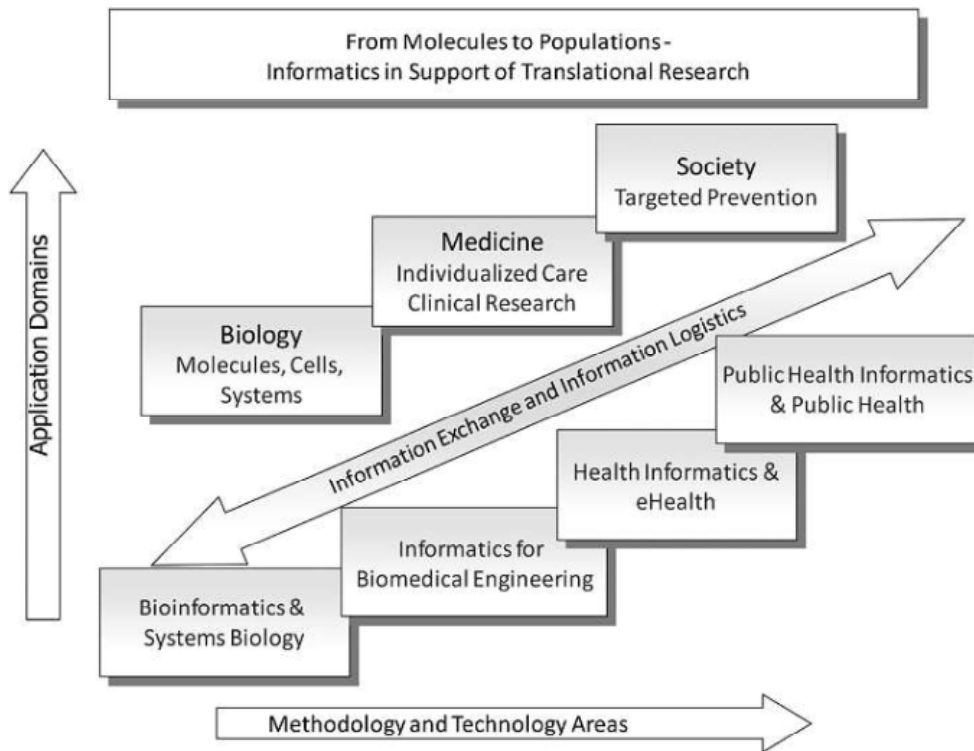 From Molecules to Populations -
Informatics in Support of Translational Research
Society
Targeted Prevention
Medicine
Individualized Care
Clinical Research
Biology
Molecules, Cells,
Systems
Application Domains
Information Exchange and Information Logistics
Public Health Informatics
& Public Health
Health Informatics &
eHealth
Informatics for
Biomedical Engineering
Bioinformatics &
Systems Biology
Methodology and Technology Areas